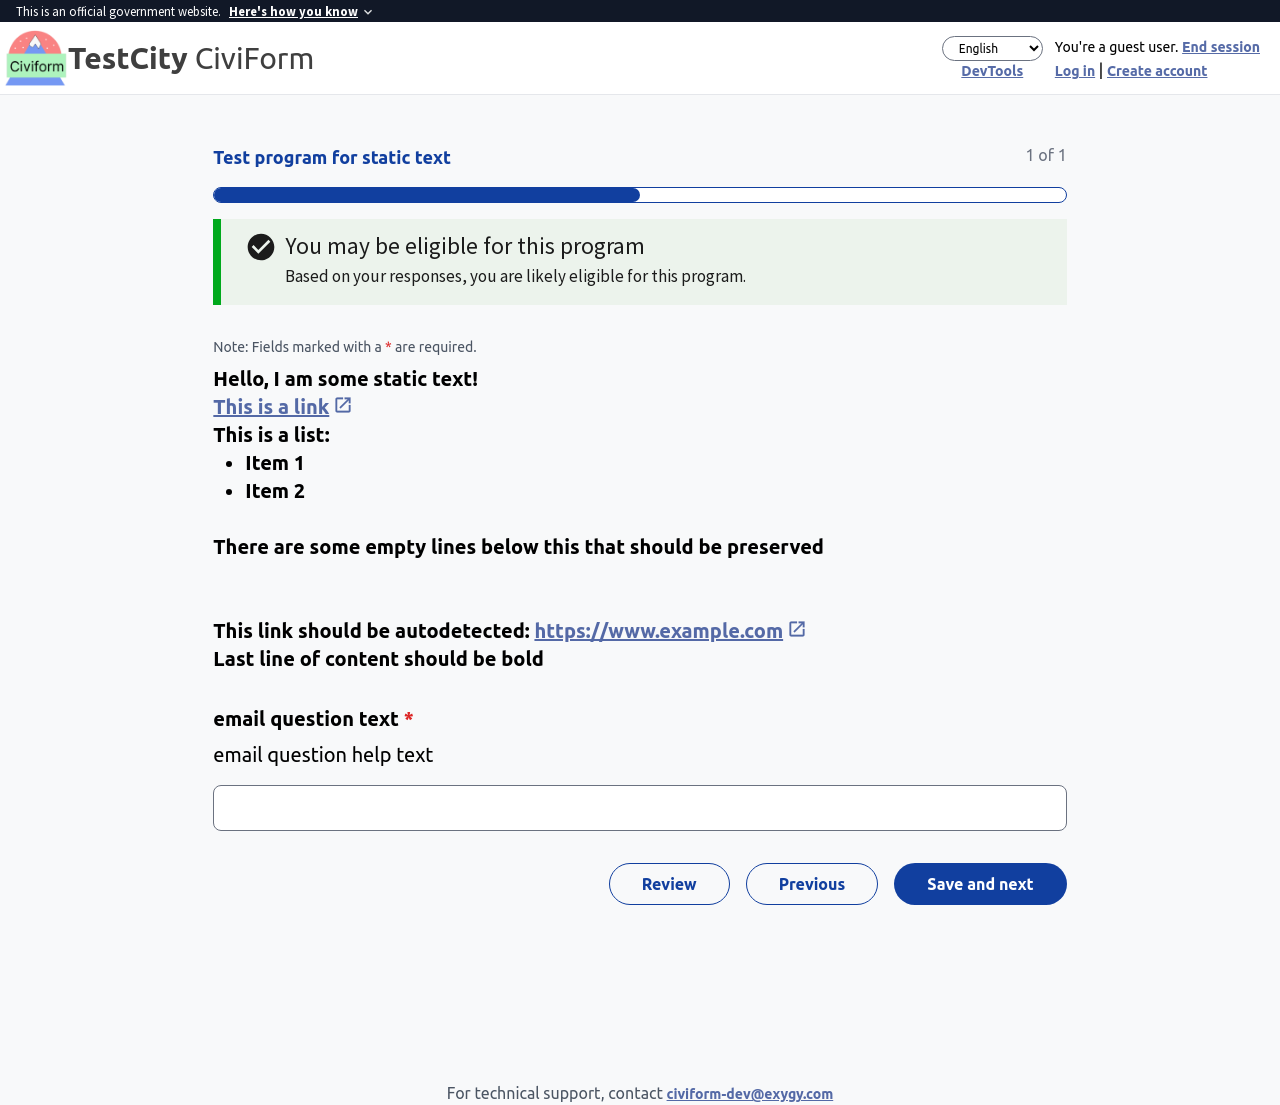 This is an official government website. Here's how you know
Civiform
TestCity CiviForm
English
You're a guest user. End session
DevTools
Log in | Create account
Test program for static text
1 of 1
You may be eligible for this program
Based on your responses, you are likely eligible for this program.
Note: Fields marked with a * are required.
Hello, I am some static text!
This is a link
This is a list:
• Item 1
• Item 2
There are some empty lines below this that should be preserved
This link should be autodetected: https://www.example.com
Last line of content should be bold
email question text *
email question help text
Review
Previous
Save and next
For technical support, contact civiform-dev@exygy.com